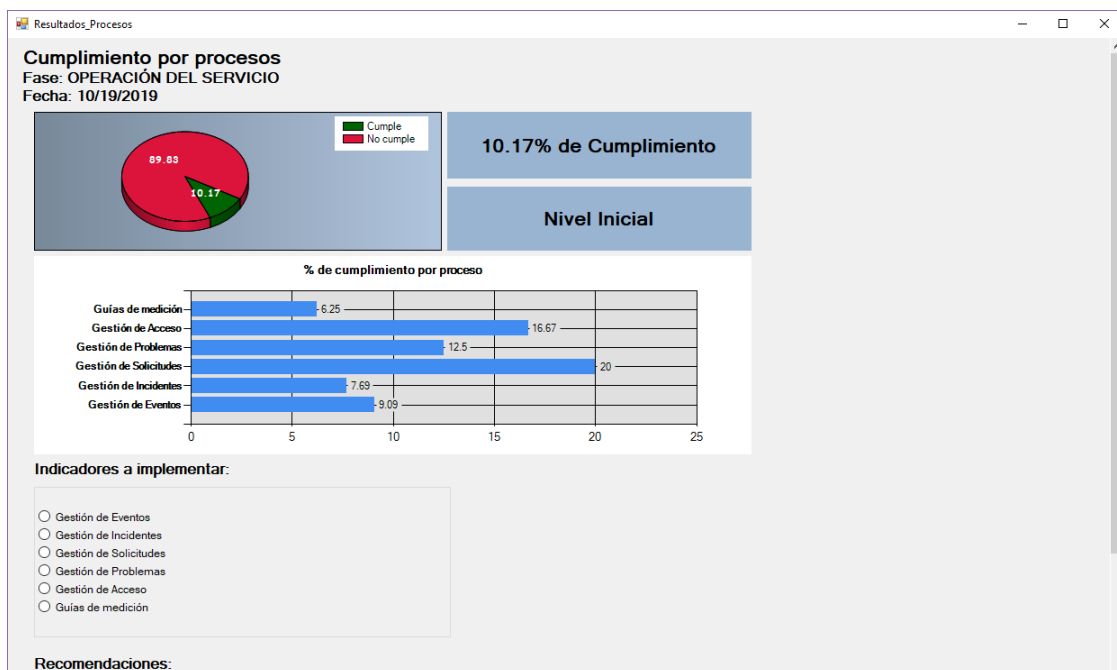 Resultados_Procesos
Cumplimiento por procesos
Fase: OPERACIÓN DEL SERVICIO
Fecha: 10/19/2019
Cumple
No cumple
89.83
10.17
10.17% de Cumplimiento
Nivel Inicial
% de cumplimiento por proceso
Guías de medición 6.25
Gestión de Acceso 16.67
Gestión de Problemas 12.5
Gestión de Solicitudes 20
Gestión de Incidentes 7.69
Gestión de Eventos 9.09
0 5 10 15 20 25
Indicadores a implementar:
Gestión de Eventos
Gestión de Incidentes
Gestión de Solicitudes
Gestión de Problemas
Gestión de Acceso
Guías de medición
Recomendaciones: